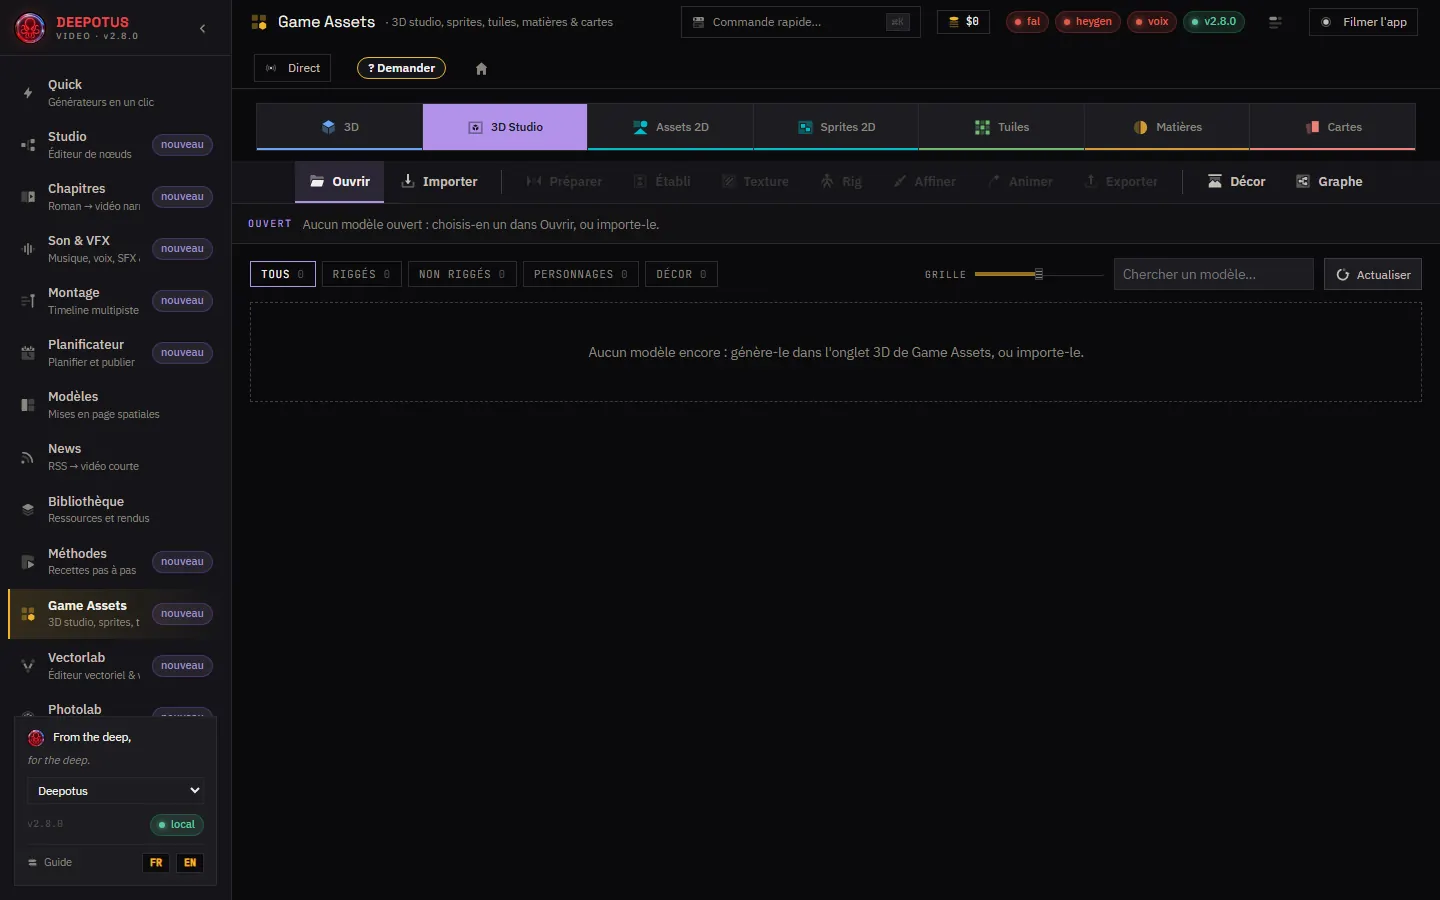 DEEPOTUS
VIDEO · v2.8.0
Quick
Générateurs en un clic
Studio
Éditeur de nœuds
nouveau
Chapitres
Roman → vidéo narr
nouveau
Son & VFX
Musique, voix, SFX
nouveau
Montage
Timeline multipiste
nouveau
Planificateur
Planifier et publier
nouveau
Modèles
Mises en page spatiales
News
RSS → vidéo courte
Bibliothèque
Ressources et rendus
Méthodes
Recettes pas à pas
nouveau
Game Assets
3D studio, sprites, t
nouveau
Vectorlab
Éditeur vectoriel &
nouveau
Photolab
nouveau
From the deep,
for the deep.
Deepotus
v2.8.0
local
Guide
FR
EN
Game Assets · 3D studio, sprites, tuiles, matières & cartes
Commande rapide...
⌘K
$0
fal
heygen
voix
v2.8.0
Filmer l'app
Direct
? Demander
3D
3D Studio
Assets 2D
Sprites 2D
Tuiles
Matières
Cartes
Ouvrir
Importer
Préparer
Établi
Texture
Rig
Affiner
Animer
Exporter
Décor
Graphe
OUVERT Aucun modèle ouvert : choisis-en un dans Ouvrir, ou importe-le.
TOUS 0
RIGGÉS 0
NON RIGGÉS 0
PERSONNAGES 0
DÉCOR 0
GRILLE
Chercher un modèle...
Actualiser
Aucun modèle encore : génère-le dans l'onglet 3D de Game Assets, ou importe-le.